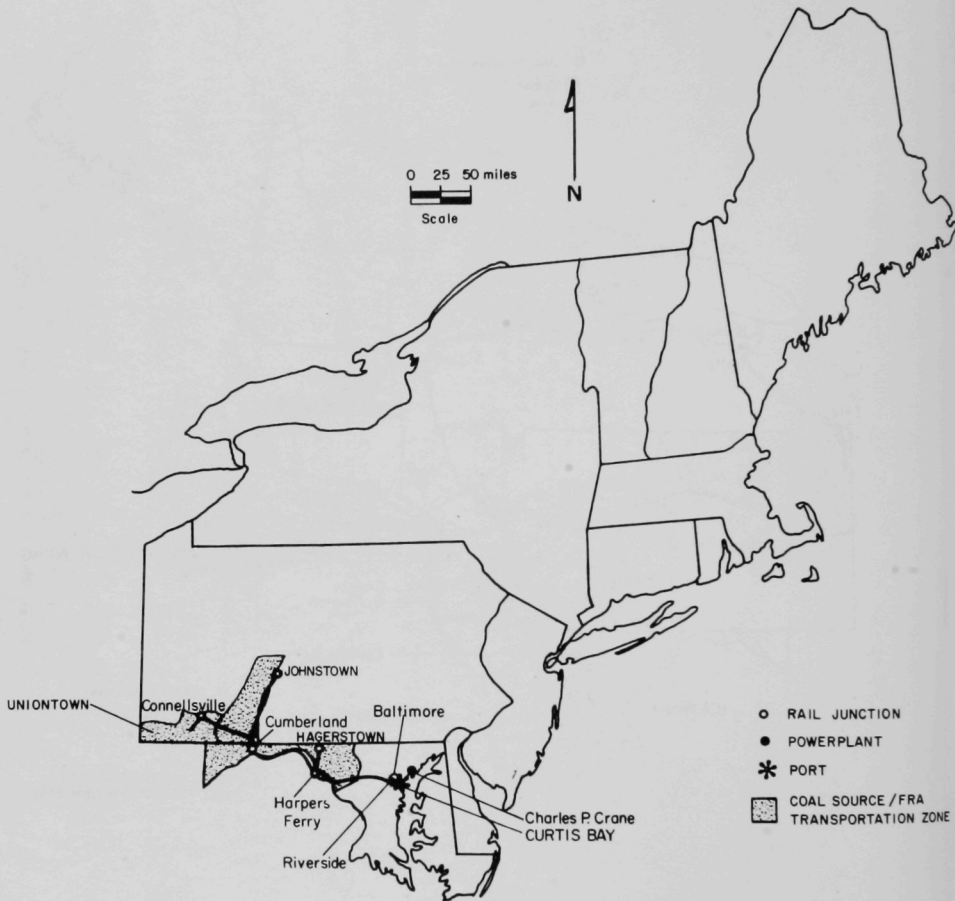 0 25 50 miles
Scale
N
JOHNSTOWN
UNIONTOWN
Connellsville
Cumberland
HAGERSTOWN
Baltimore
Harpers
Ferry
Riverside
Charles P. Crane
CURTIS BAY
RAIL JUNCTION
POWERPLANT
PORT
COAL SOURCE/FRA
TRANSPORTATION ZONE